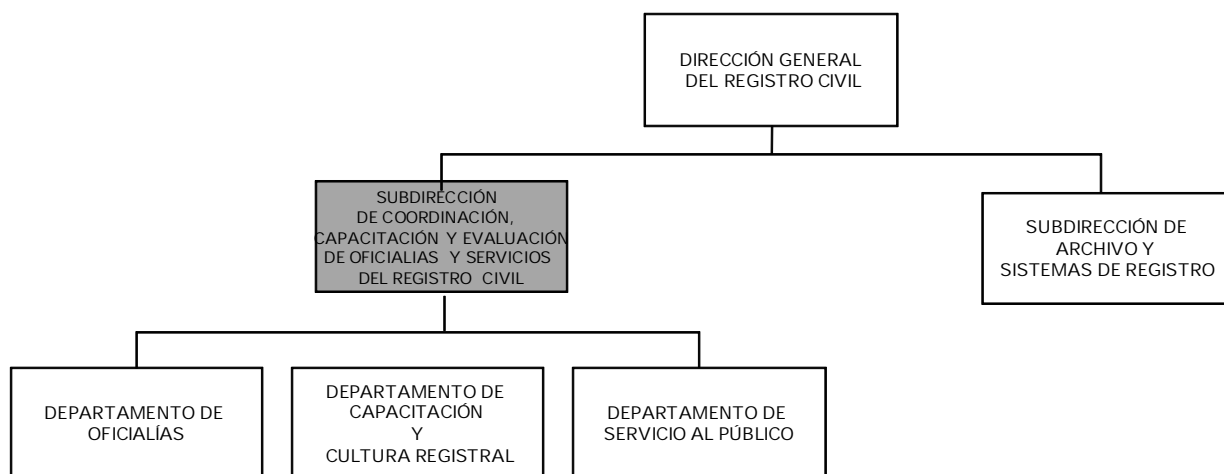 DIRECCIÓN GENERAL
DEL REGISTRO CIVIL
SUBDIRECCIÓN
DE COORDINACIÓN,
CAPACITACIÓN Y EVALUACIÓN
DE OFICIALIAS Y SERVICIOS
DEL REGISTRO CIVIL
SUBDIRECCIÓN DE
ARCHIVO Y
SISTEMAS DE REGISTRO
DEPARTAMENTO DE
OFICIALÍAS
DEPARTAMENTO DE
CAPACITACIÓN
Y
CULTURA REGISTRAL
DEPARTAMENTO DE
SERVICIO AL PÚBLICO